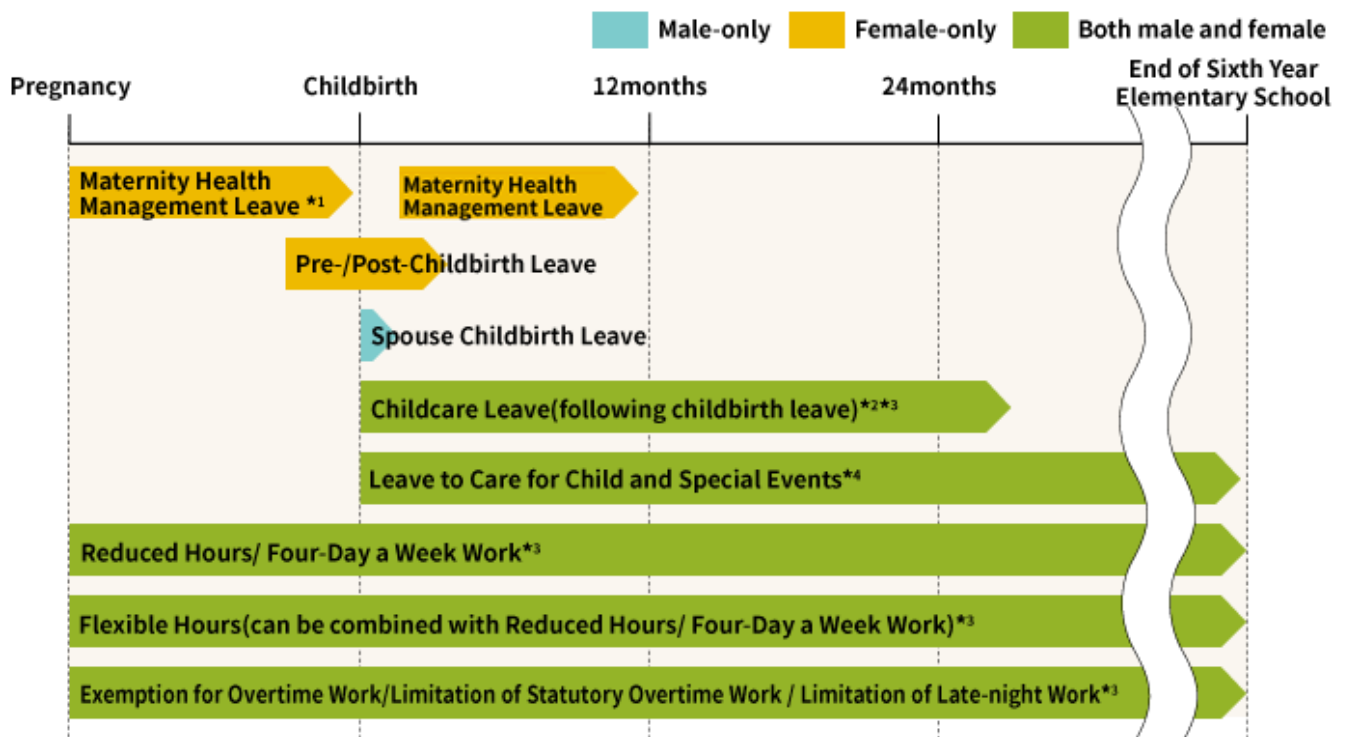 Male-only
Female-only
Both male and female
Pregnancy
Childbirth
12months
24months
End of Sixth Year
Elementary School
Maternity Health
Management Leave *1
Maternity Health
Management Leave
Pre-/Post-Childbirth Leave
Spouse Childbirth Leave
Childcare Leave(following childbirth leave)*2*3
Leave to Care for Child and Special Events*4
Reduced Hours/ Four-Day a Week Work*3
Flexible Hours(can be combined with Reduced Hours/ Four-Day a Week Work)*3
Exemption for Overtime Work/Limitation of Statutory Overtime Work / Limitation of Late-night Work*3